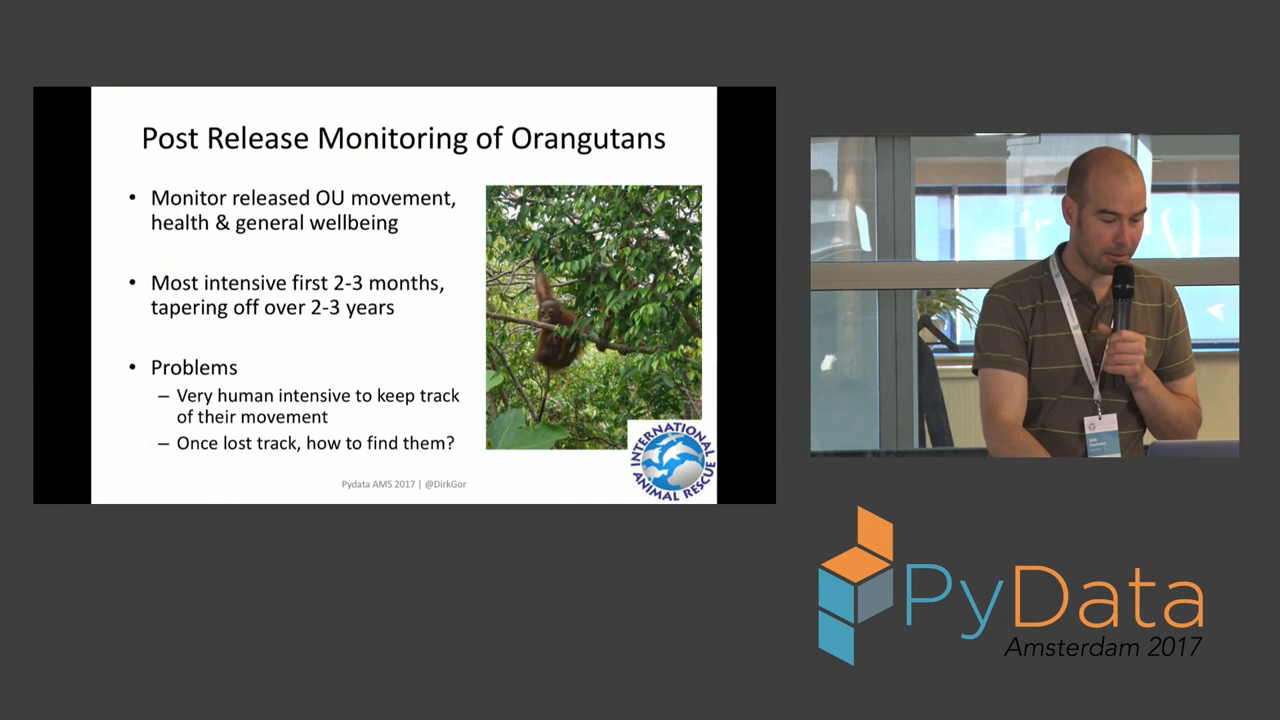 Post Release Monitoring of Orangutans
• Monitor released OU movement,
health & general wellbeing
• Most intensive first 2-3 months,
tapering off over 2-3 years
• Problems
– Very human intensive to keep track
of their movement
– Once lost track, how to find them?
Pydata AMS 2017 | @DirkGor
INTERNATIONAL
ANIMAL RESCUE
PyData
Amsterdam 2017